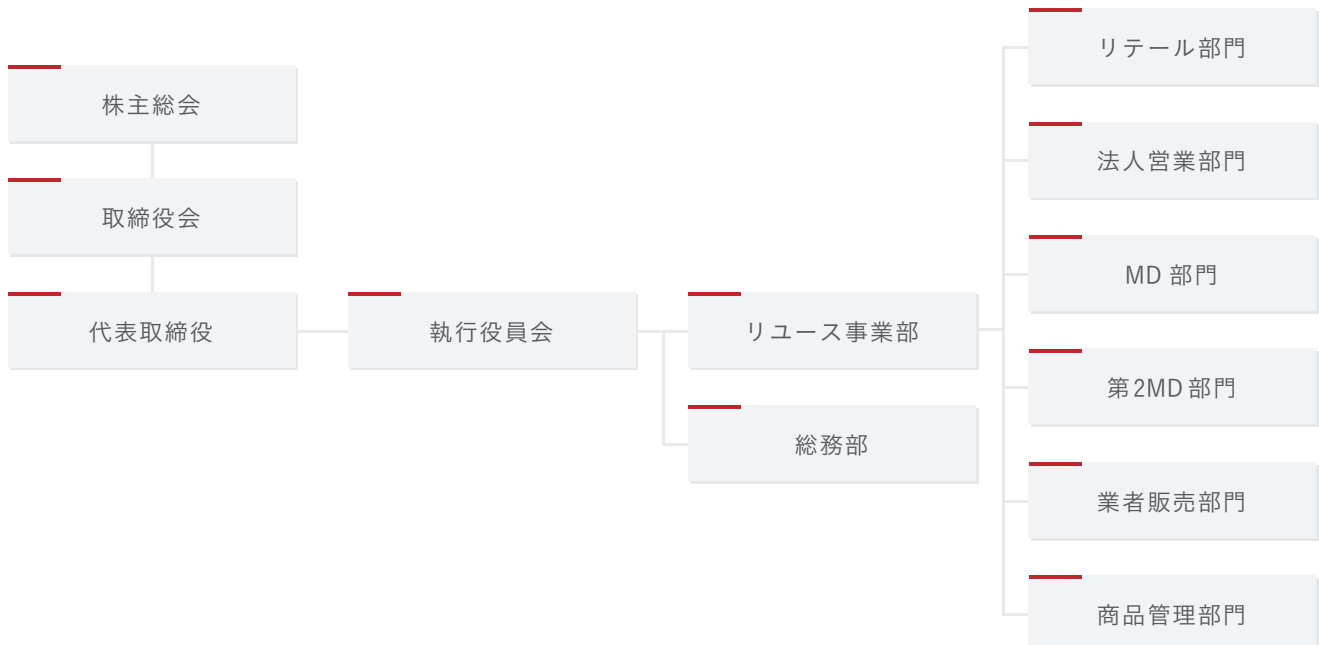 株主総会
取締役会
代表取締役
執行役員会
リユース事業部
総務部
リテール部門
法人営業部門
MD 部門
第2MD部門
業者販売部門
商品管理部門